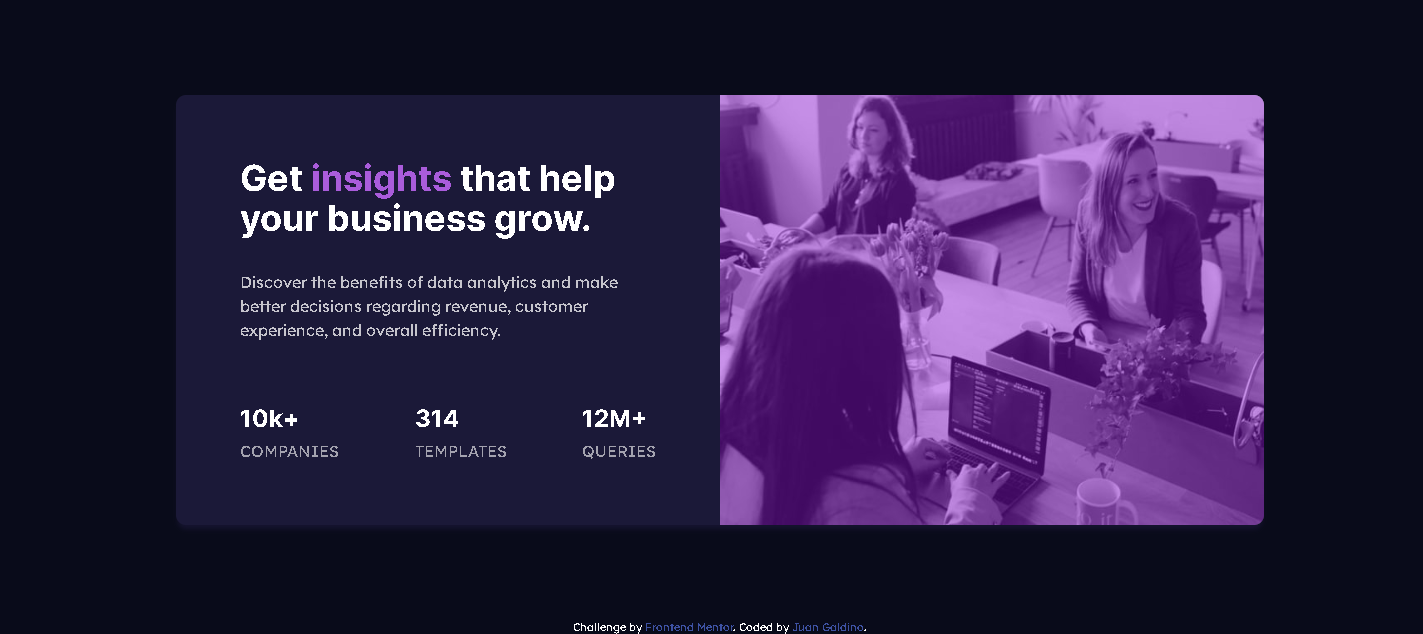 Get insights that help
your business grow.
Discover the benefits of data analytics and make
better decisions regarding revenue, customer
experience, and overall efficiency.
10k+
COMPANIES
314
TEMPLATES
12M+
QUERIES
Challenge by Frontend Mentor. Coded by Juan Galdino.